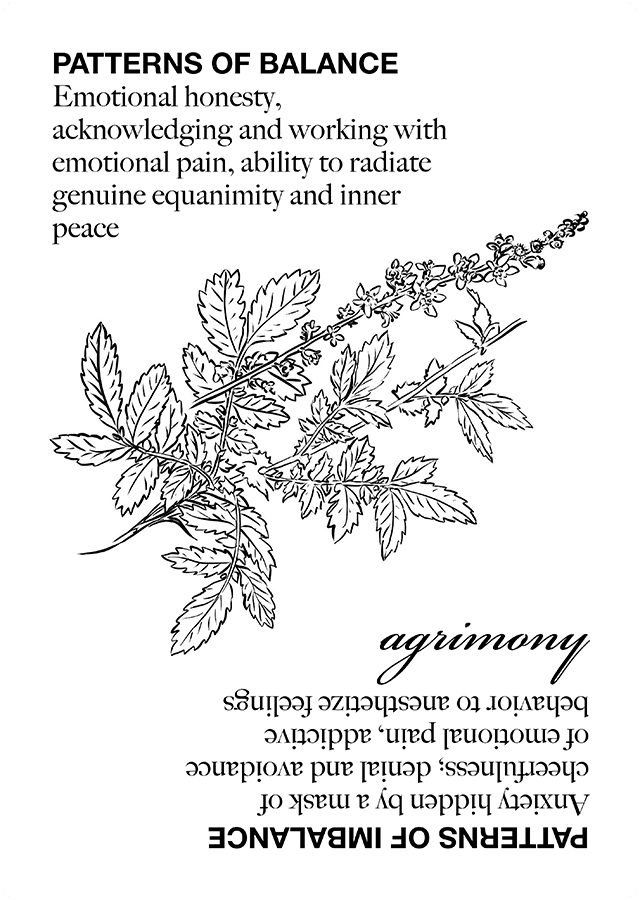 PATTERNS OF BALANCE
Emotional honesty,
acknowledging and working with
emotional pain, ability to radiate
genuine equanimity and inner
peace
agrimony
PATTERNS OF IMBALANCE
Anxiety hidden by a mask of
cheerfulness; denial and avoidance
of emotional pain, addictive
behavior to anesthetize feelings